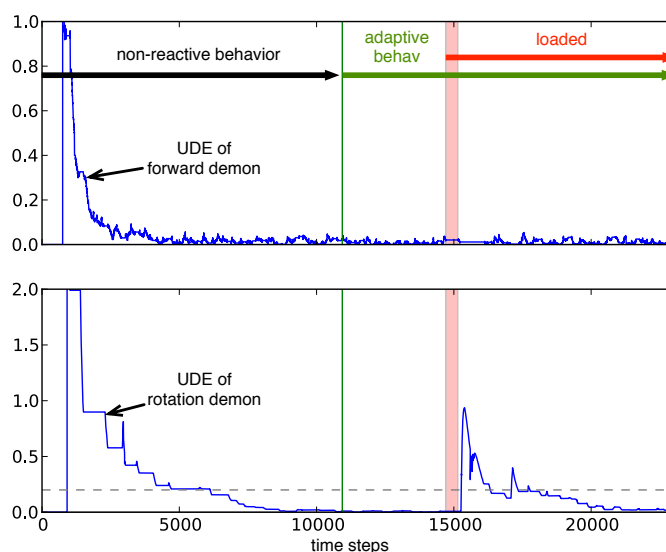 1.0
0.8
0.6
0.4
0.2
0.0
non-reactive behavior
adaptive
behav
loaded
UDE of
forward demon
2.0
1.5
1.0
0.5
0.0
UDE of
rotation demon
0
5000
10000
15000
20000
time steps